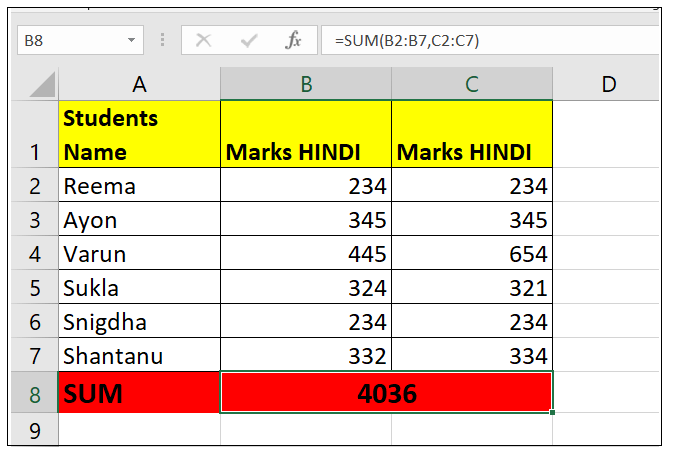 B8 fx =SUM(B2:B7,C2:C7)
A B C D
Students
1 Name Marks HINDI Marks HINDI
2 Reema 234 234
3 Ayon 345 345
4 Varun 445 654
5 Sukla 324 321
6 Snigdha 234 234
7 Shantanu 332 334
8 SUM 4036
9